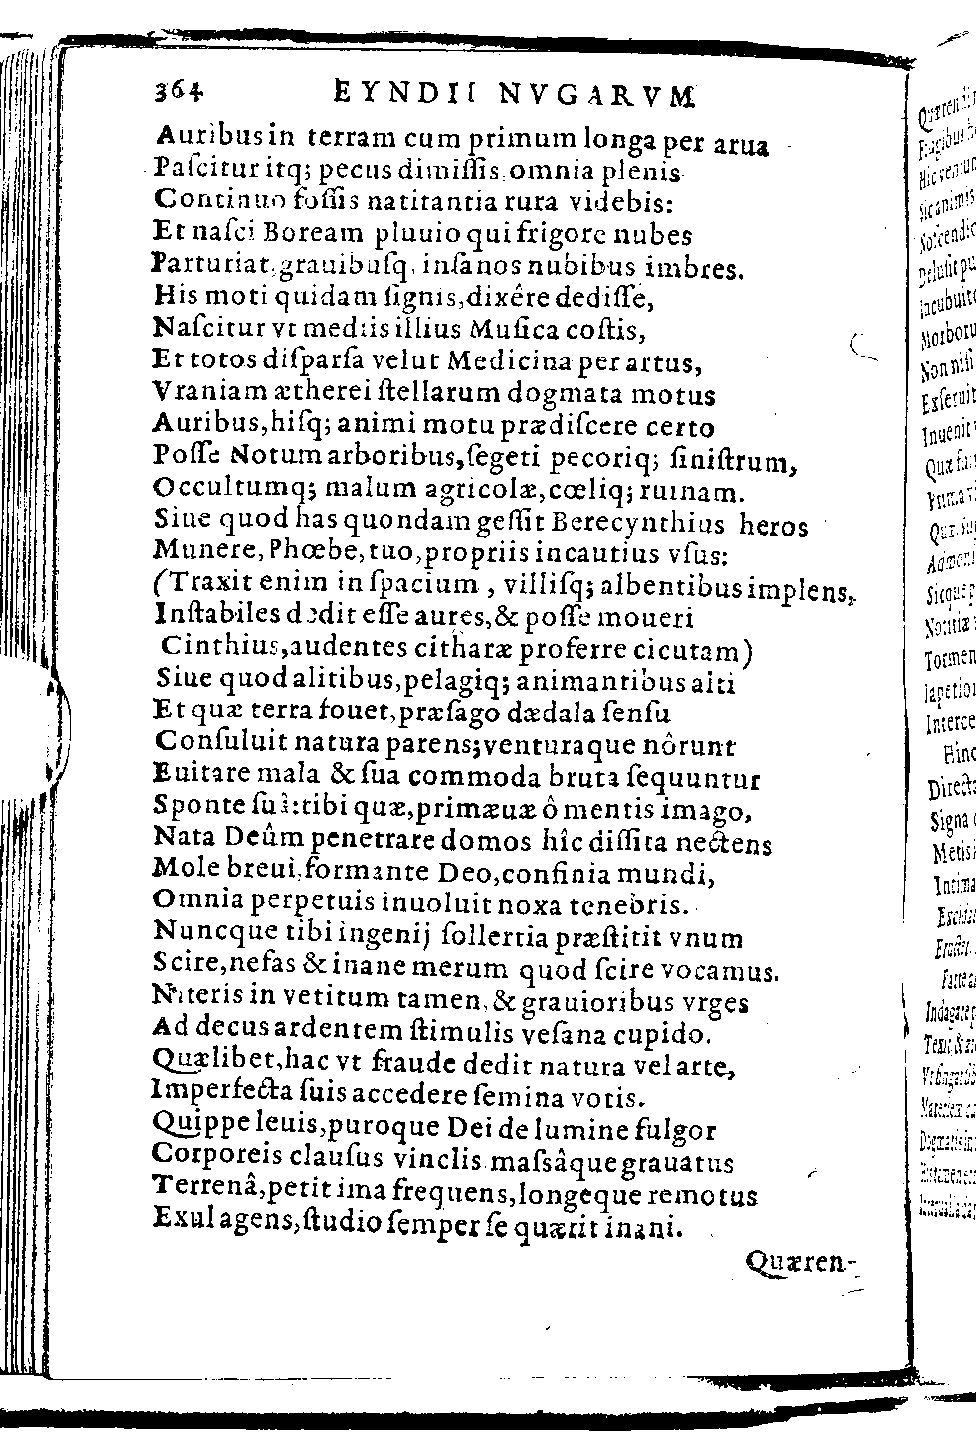 364 EYNDII NVGARVM
Auribus in terram cum primum longa per arua
Paſcitur itq; pecus dimiſſis, omnia plenis
Continuo foſſis natitantia rura videbis:
Et naſci Boream pluuio qui frigore nubes
Parturiat, grauibuſq, inſanos nubibus imbres.
His moti quidam ſignis, dixêre dediſſe,
Naſcitur vt mediis illius Muſica coſtis,
Et totos diſparſa velut Medicina per artus,
Vraniam ætherei ſtellarum dogmata motus
Auribus, hiſq; animi motu prædiſcere certo
Poſſe Notum arboribus, ſegeti pecoriq; ſiniſtrum,
Occultumq; malum agricolæ, cœliq; ruinam.
Siue quod has quondam geſſit Berecynthius heros
Munere, Phœbe, tuo, propriis incautius vſus:
(Traxit enim in ſpacium, villiſq; albentibus implens,
Inſtabiles dedit eſſe aures, & poſſe moueri
Cinthius, audentes citharæ proferre cicutam)
Siue quod alitibus, pelagiq; animantibus alti
Et quæ terra fouet, præſago dædala ſenſu
Conſuluit natura parens; venturaque nôrunt
Euitare mala & ſua commoda bruta ſequuntur
Sponte ſuâ: tibi quæ, primæuæ ô mentis imago,
Nata Deûm penetrare domos hîc diſſita nectens
Mole breui, formante Deo, confinia mundi,
Omnia perpetuis inuoluit noxa tenebris.
Nuncque tibi ingenij ſollertia præſtitit vnum
Scire, nefas & inane merum quod ſcire vocamus.
Niteris in vetitum tamen, & grauioribus vrges
Ad decus ardentem ſtimulis veſana cupido.
Quælibet, hac vt fraude dedit natura vel arte,
Imperfecta ſuis accedere ſemina votis.
Quippe leuis, puroque Dei de lumine fulgor
Corporeis clauſus vinclis maſsâque grauatus
Terrenâ, petit ima frequens, longeque remotus
Exul agens, ſtudio ſemper ſe quærit inani.
Quæren-